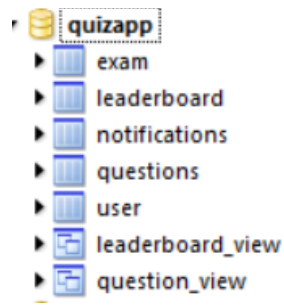 quizapp
exam
leaderboard
notifications
questions
user
leaderboard_view
question_view